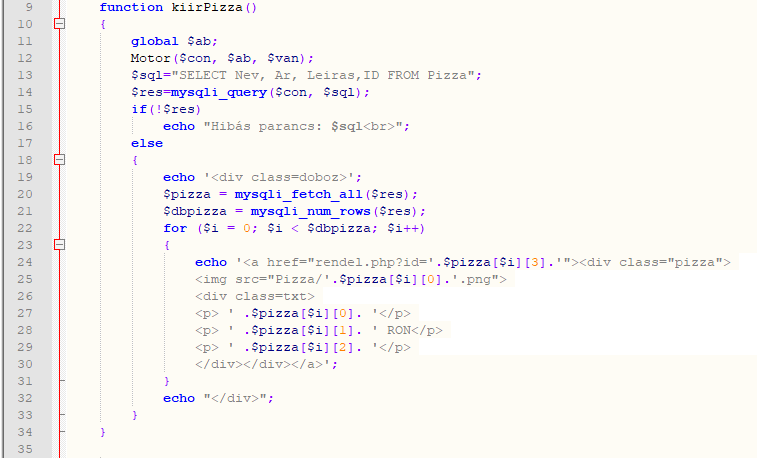 9 function kiirPizza()
10 {
11 global $ab;
12 Motor($con, $ab, $van);
13 $sql="SELECT Nev, Ar, Leiras,ID FROM Pizza";
14 $res=mysqli_query($con, $sql);
15 if(!$res)
16 echo "Hibás parancs: $sql<br>";
17 else
18 {
19 echo '<div class=doboz>';
20 $pizza = mysqli_fetch_all($res);
21 $dbpizza = mysqli_num_rows($res);
22 for ($i = 0; $i < $dbpizza; $i++)
23 {
24 echo '<a href="rendel.php?id='.$pizza[$i][3].'"><div class="pizza">
25 <img src="Pizza/'.$pizza[$i][0].'.png">
26 <div class=txt>
27 <p> ' .$pizza[$i][0]. '</p>
28 <p> ' .$pizza[$i][1]. ' RON</p>
29 <p> ' .$pizza[$i][2]. '</p>
30 </div></div></a>';
31 }
32 echo "</div>";
33 }
34 }
35